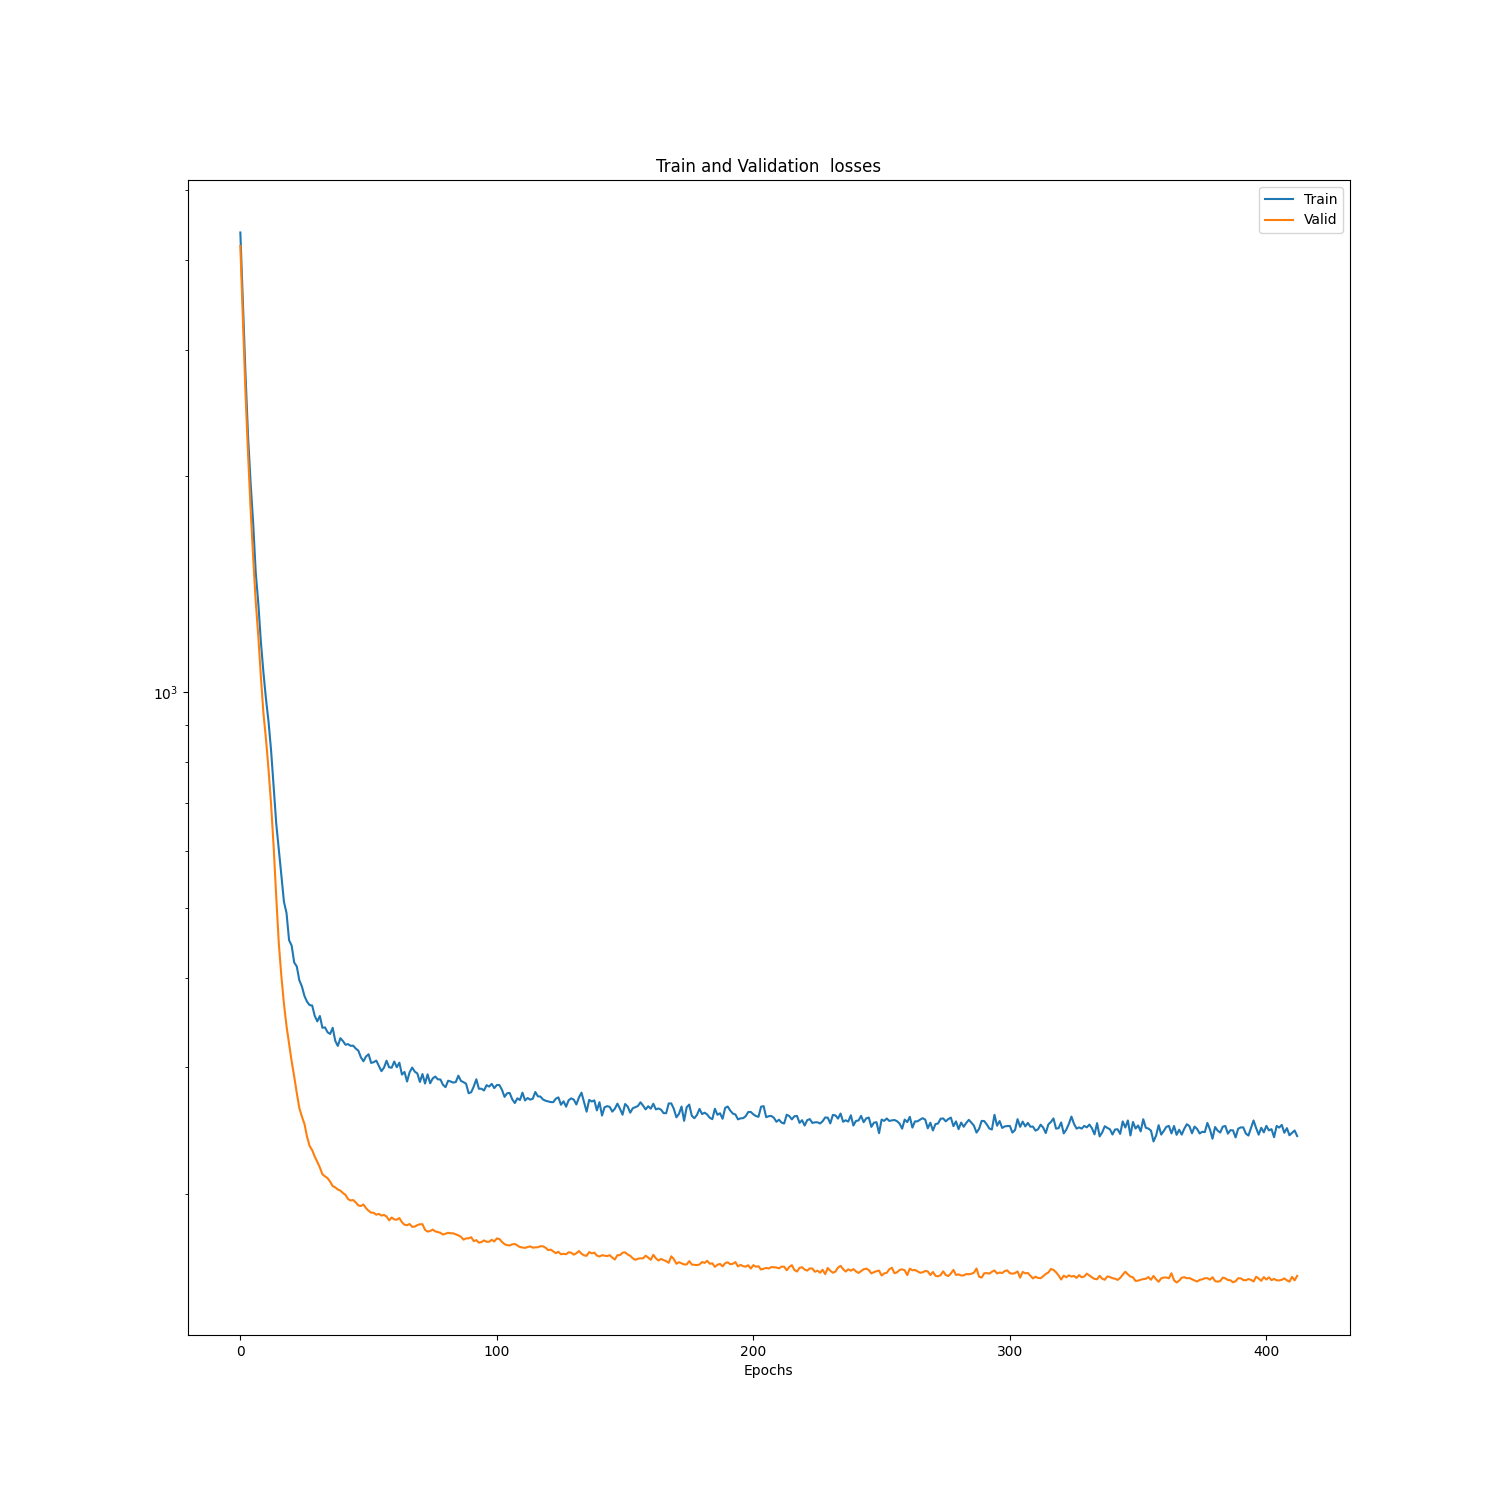 Train and Validation  losses
Train
Valid
10³
0 100 200 300 400
Epochs